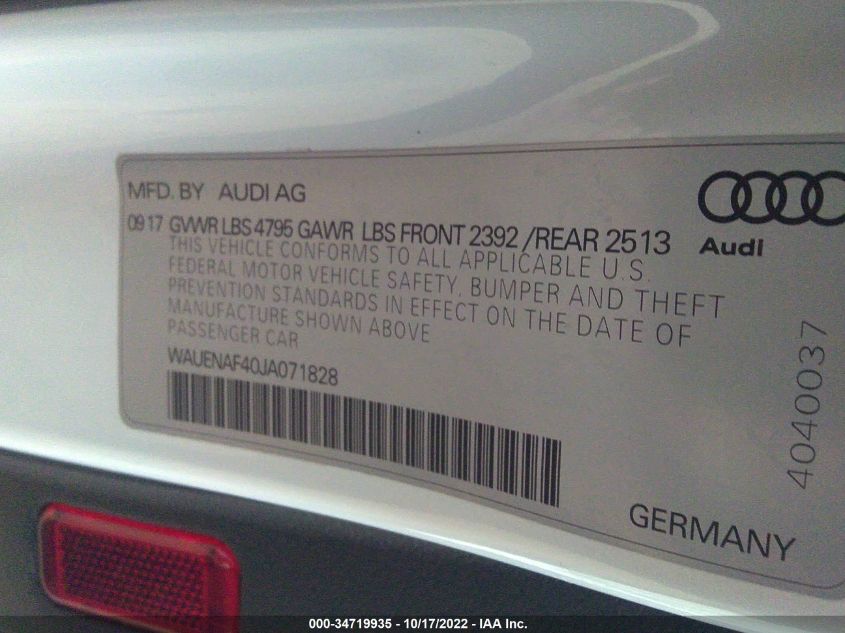 MFD. BY AUDI AG
09 17 GVWR LBS 4795 GAWR LBS FRONT 2392 /REAR 2513
THIS VEHICLE CONFORMS TO ALL APPLICABLE U.S.
FEDERAL MOTOR VEHICLE SAFETY, BUMPER AND THEFT
PREVENTION STANDARDS IN EFFECT ON THE DATE OF
MANUFACTURE SHOWN ABOVE
PASSENGER CAR
WAUENAF40JA071828
Audi
4040037
GERMANY
000-34719935 - 10/17/2022 - IAA Inc.